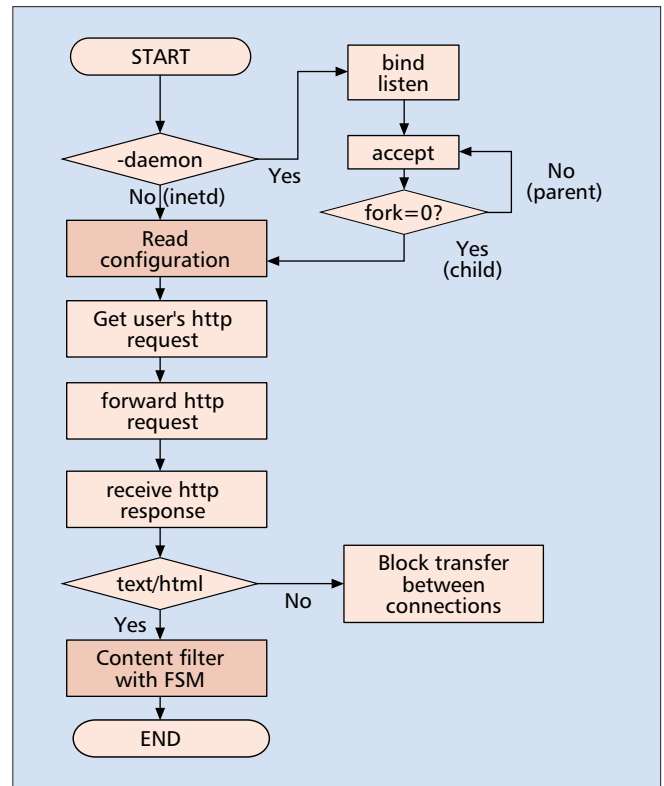 START
bind
listen
-daemon
Yes
accept
No
(parent)
No (inetd)
fork=0?
Yes
(child)
Read
configuration
Get user's http
request
forward http
request
receive http
response
text/html
No
Block transfer
between
connections
Yes
Content filter
with FSM
END